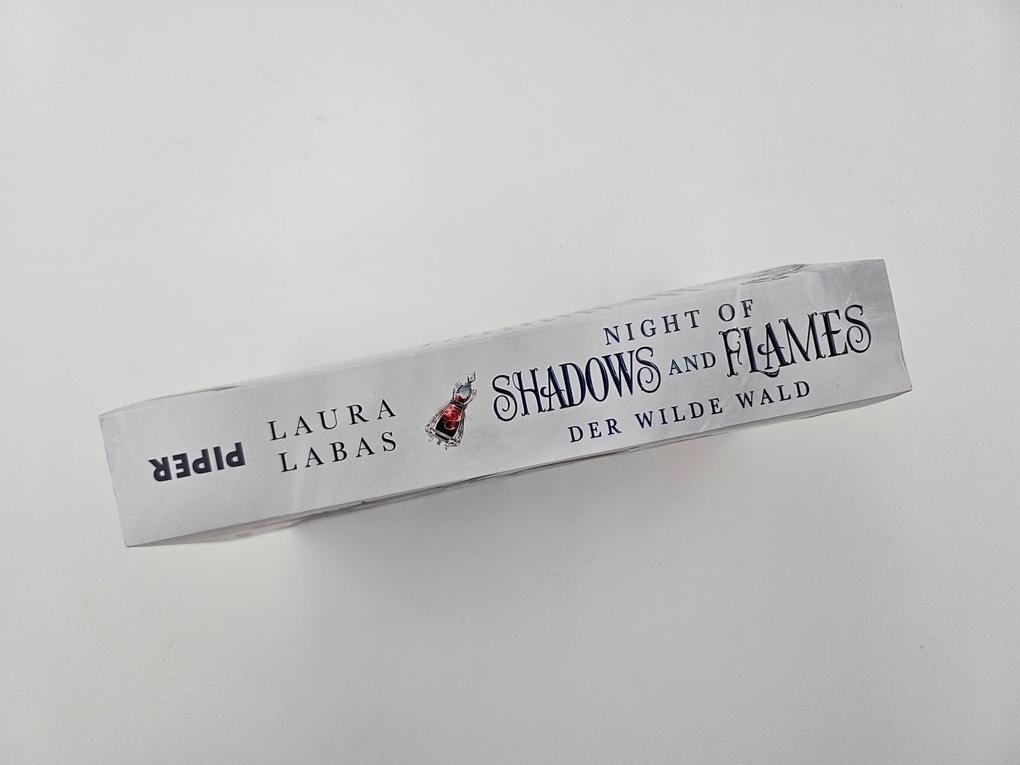 PIPER
LAURA
LABAS
NIGHT OF
SHADOWS AND FLAMES
DER WILDE WALD